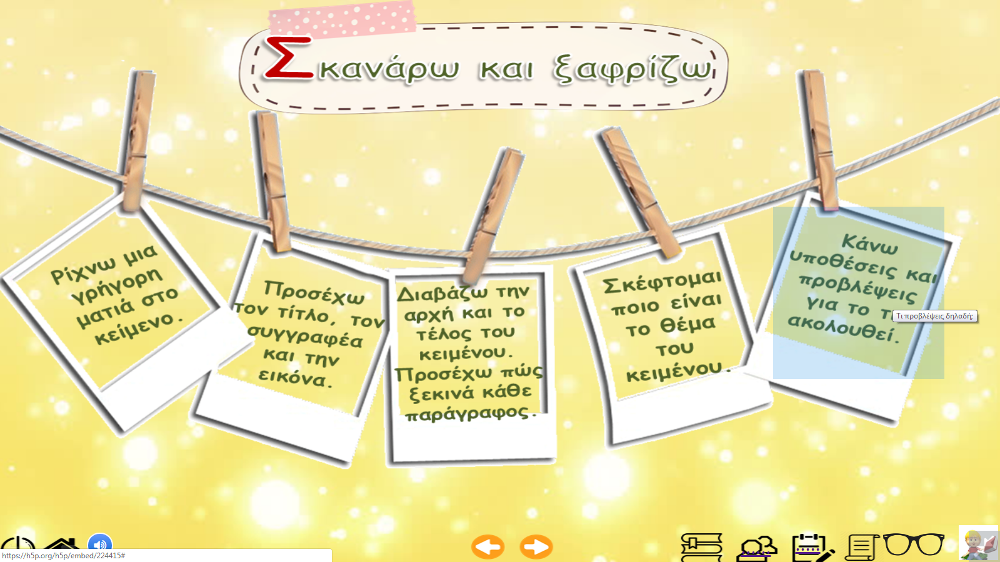 Σκανάρω και ξαφρίζω
Ρίχνω μια
γρήγορη
ματιά στο
κείμενο.
Προσέχω
τον τίτλο, τον
συγγραφέα
και την
εικόνα.
Διαβάζω την
αρχή και το
τέλος του
κειμένου.
Προσέχω πώς
ξεκινά κάθε
παράγραφος.
Σκέφτομαι
ποιο είναι
το θέμα
του
κειμένου.
Κάνω
υποθέσεις και
προβλέψεις
για το
ακολουθεί.
Τι προβλέψεις δηλαδή;
https://h5p.org/h5p/embed/224415#